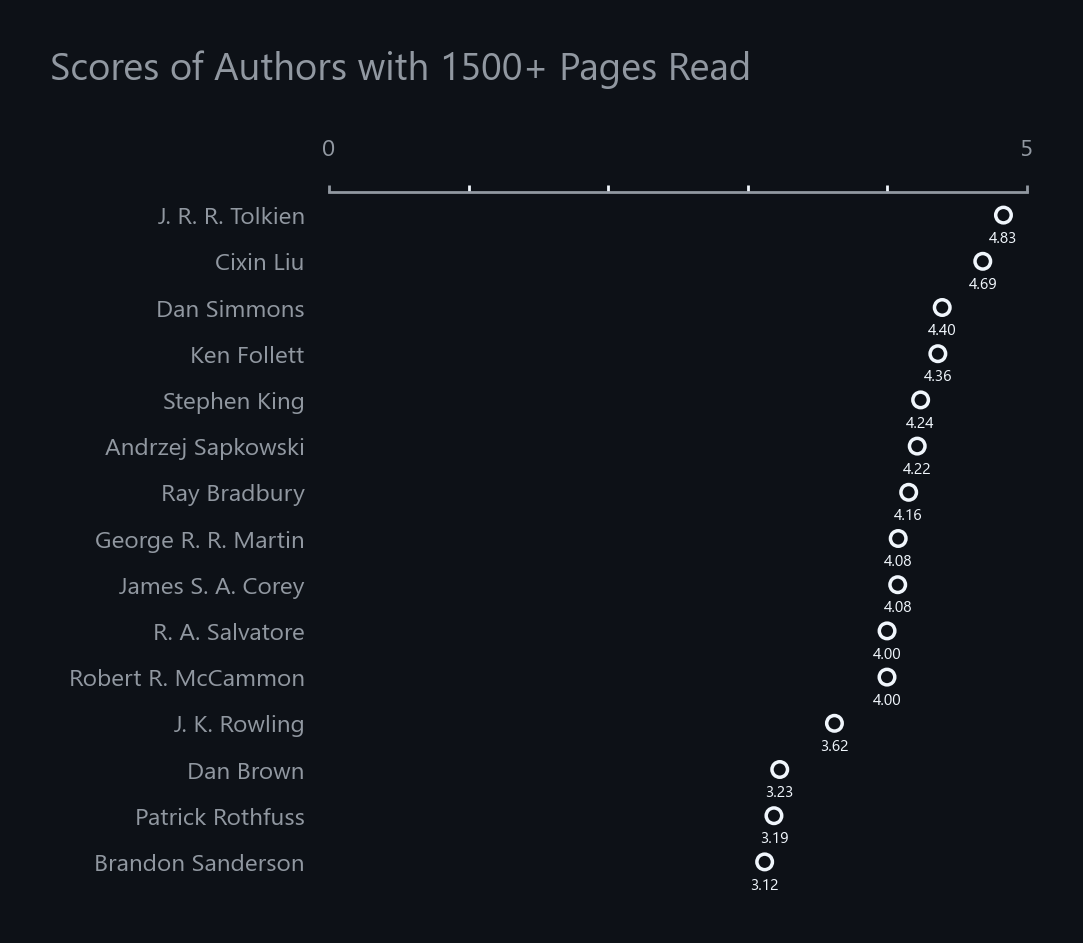 Scores of Authors with 1500+ Pages Read
0 5
J. R. R. Tolkien 4.83
Cixin Liu 4.69
Dan Simmons 4.40
Ken Follett 4.36
Stephen King 4.24
Andrzej Sapkowski 4.22
Ray Bradbury 4.16
George R. R. Martin 4.08
James S. A. Corey 4.08
R. A. Salvatore 4.00
Robert R. McCammon 4.00
J. K. Rowling 3.62
Dan Brown 3.23
Patrick Rothfuss 3.19
Brandon Sanderson 3.12